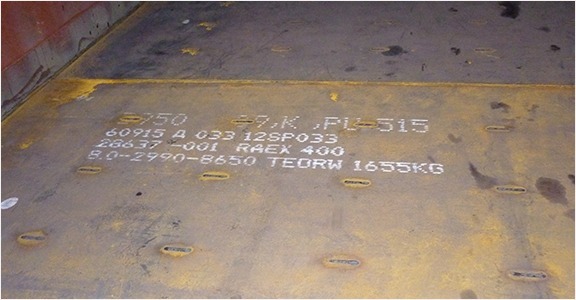 60915 A 033 12SP033
28637 -001 RAEX 400
8.0-2990-8650 TEORW 1655KG